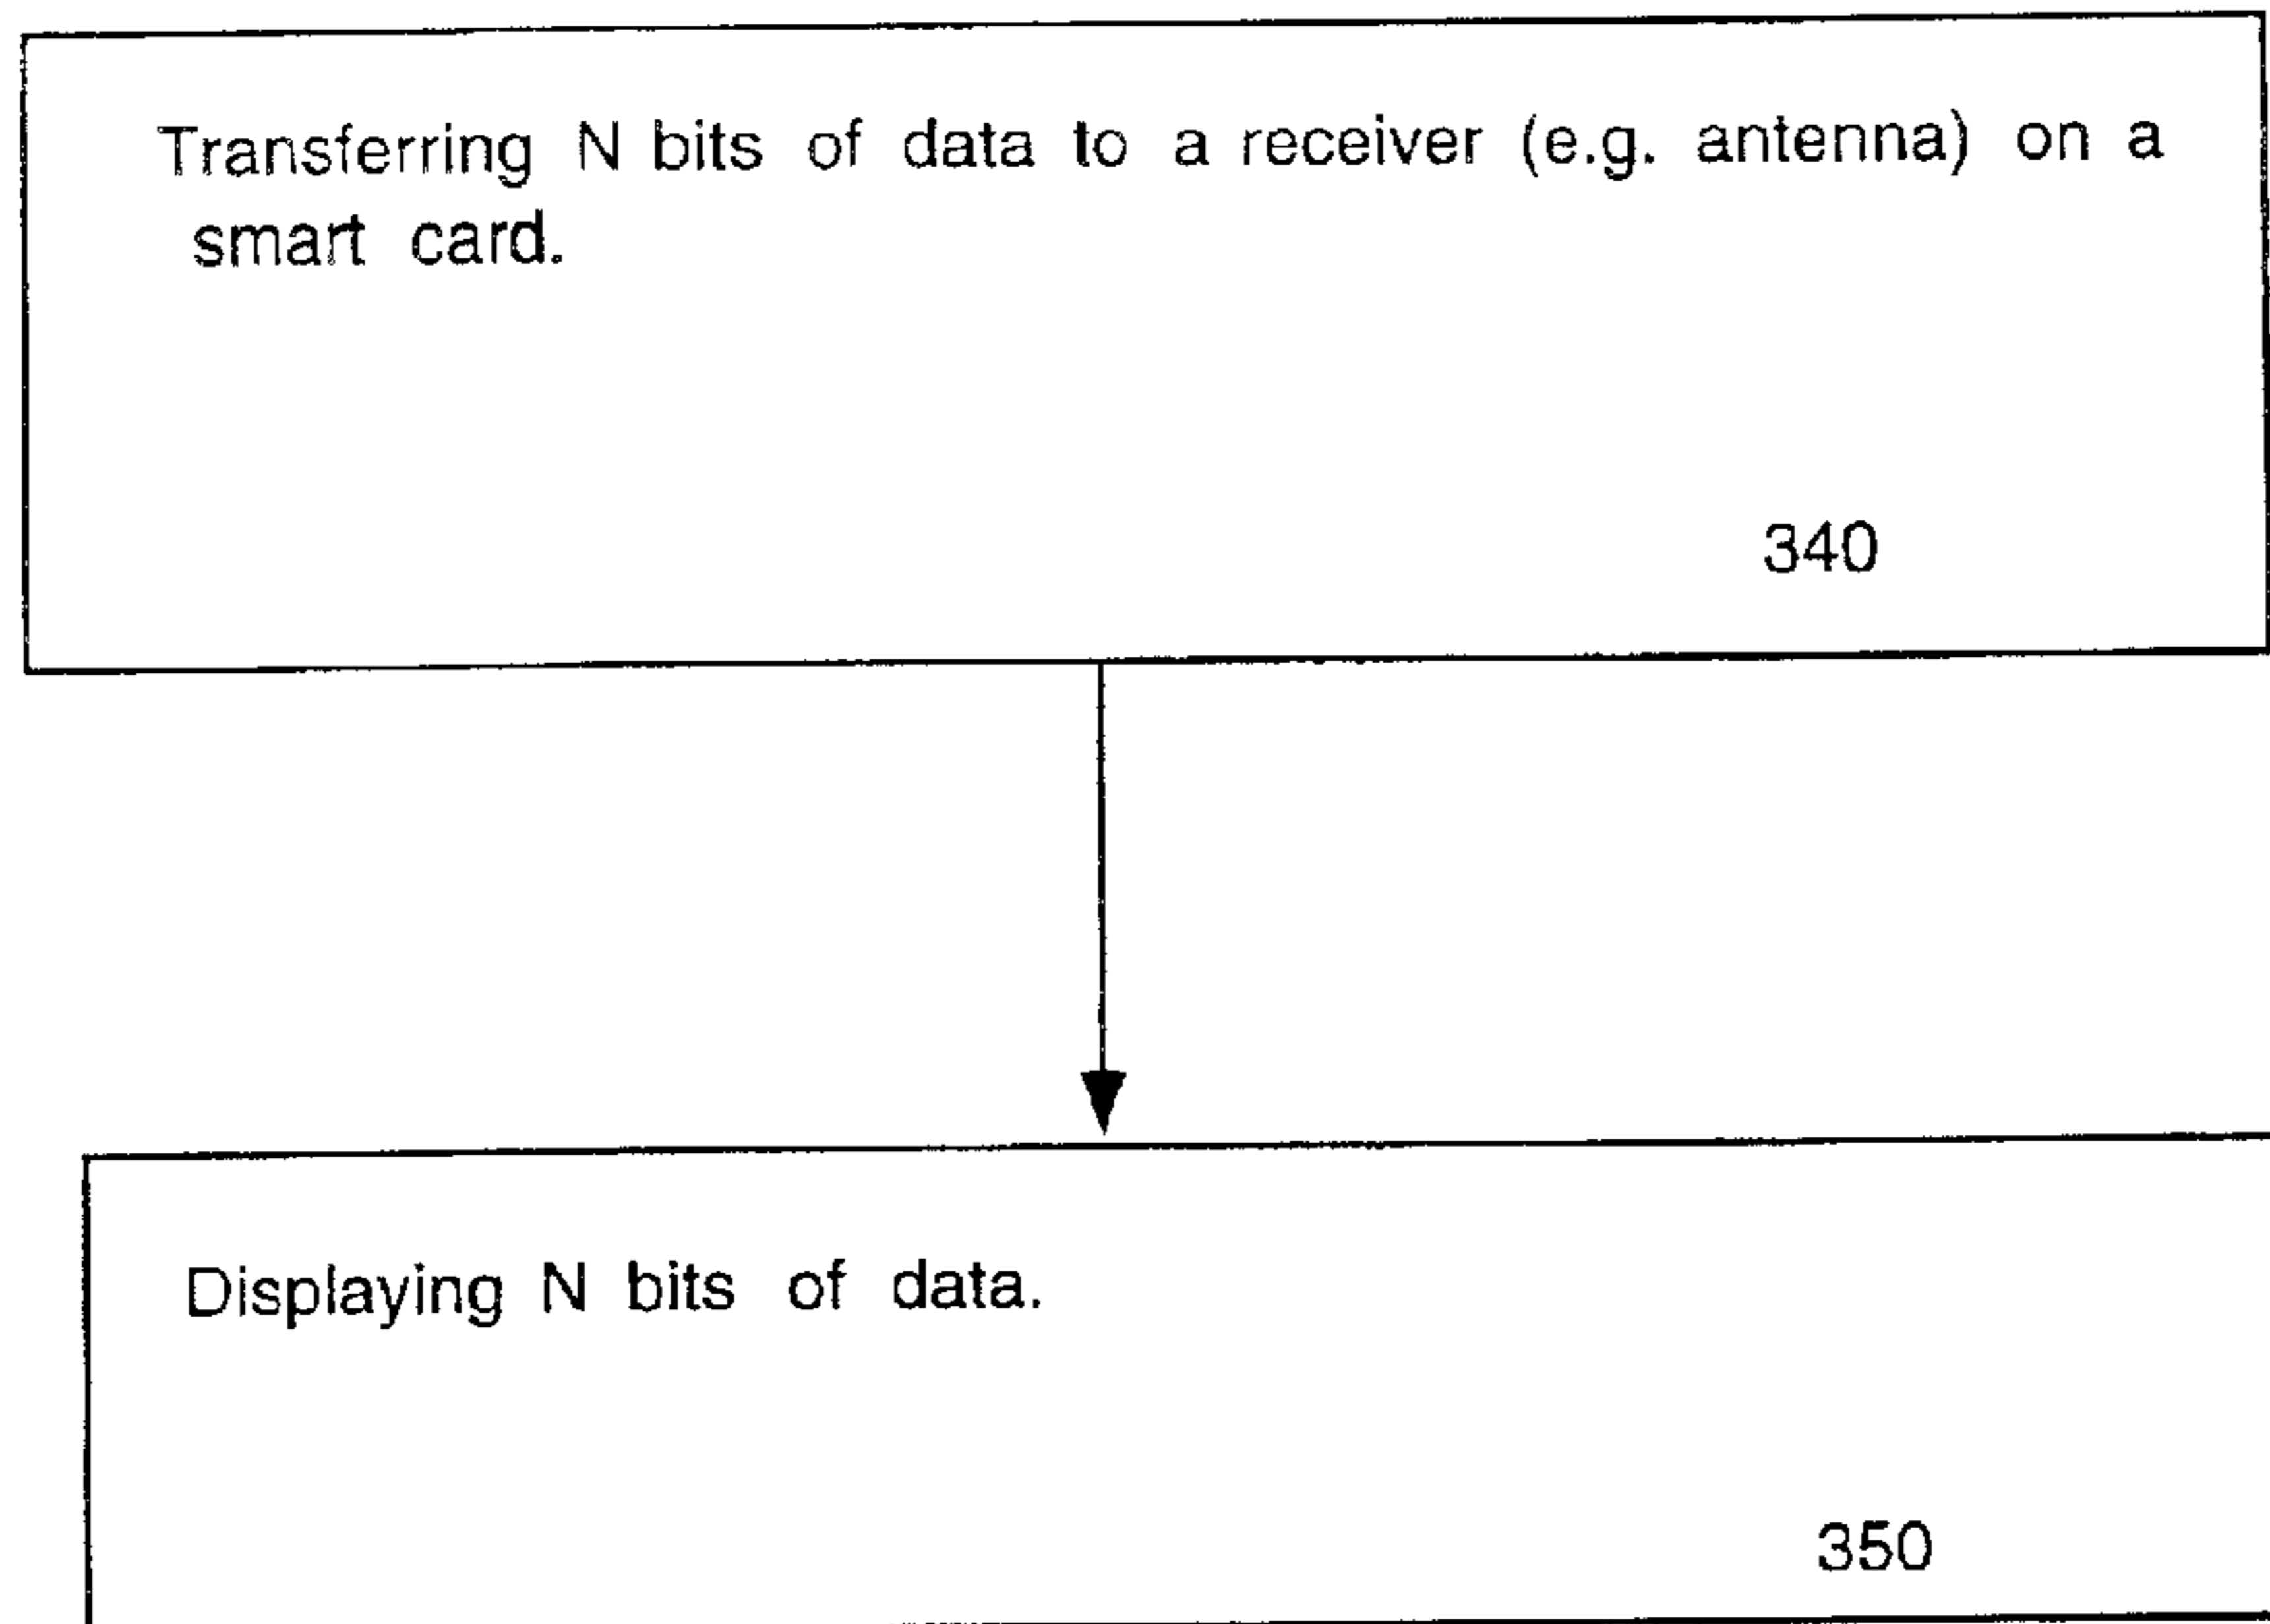 Transferring N bits of data to a receiver (e.g. antenna) on a
smart card.
340
Displaying N bits of data.
350